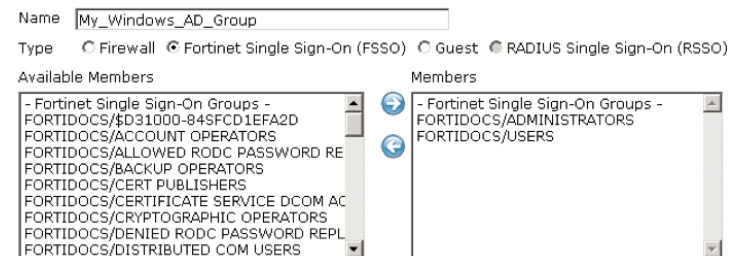 Name My_Windows_AD_Group
Type Firewall Fortinet Single Sign-On (FSSO) Guest RADIUS Single Sign-On (RSSO)
Available Members
- Fortinet Single Sign-On Groups -
FORTIDOCS/$D31000-84SFCD1EFA2D
FORTIDOCS/ACCOUNT OPERATORS
FORTIDOCS/ALLOWED RODC PASSWORD RE
FORTIDOCS/BACKUP OPERATORS
FORTIDOCS/CERT PUBLISHERS
FORTIDOCS/CERTIFICATE SERVICE DCOM AC
FORTIDOCS/CRYPTOGRAPHIC OPERATORS
FORTIDOCS/DENIED RODC PASSWORD REPL
FORTIDOCS/DISTRIBUTED COM USERS
Members
- Fortinet Single Sign-On Groups -
FORTIDOCS/ADMINISTRATORS
FORTIDOCS/USERS